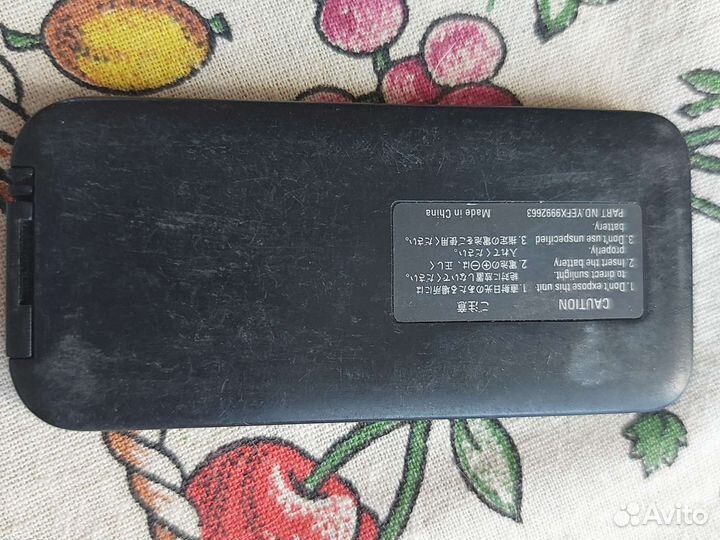 CAUTION
1. Don't expose this unit
to direct sunlight.
2. Insert the battery
properly.
3. Don't use unspecified
battery.
PART NO.YEFX9992663
ご注意
1. 直射日光のあたる場所には
絶対に放置しないでください。
2. 電池の⊕⊖は、正しく
入れてください。
3. 指定の電池をご使用ください。
Made in China
Avito